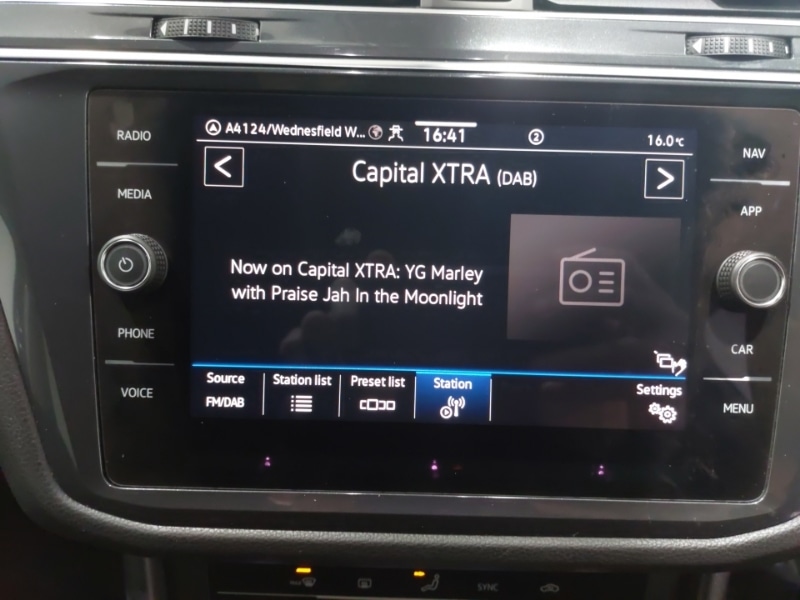 A4124/Wednesfield W... 16:41 2 16.0°C
RADIO
MEDIA
PHONE
VOICE
< Capital XTRA (DAB) >
Now on Capital XTRA: YG Marley
with Praise Jah In the Moonlight
Source Station list Preset list Station Settings
FM/DAB
NAV
APP
CAR
MENU
SYNC